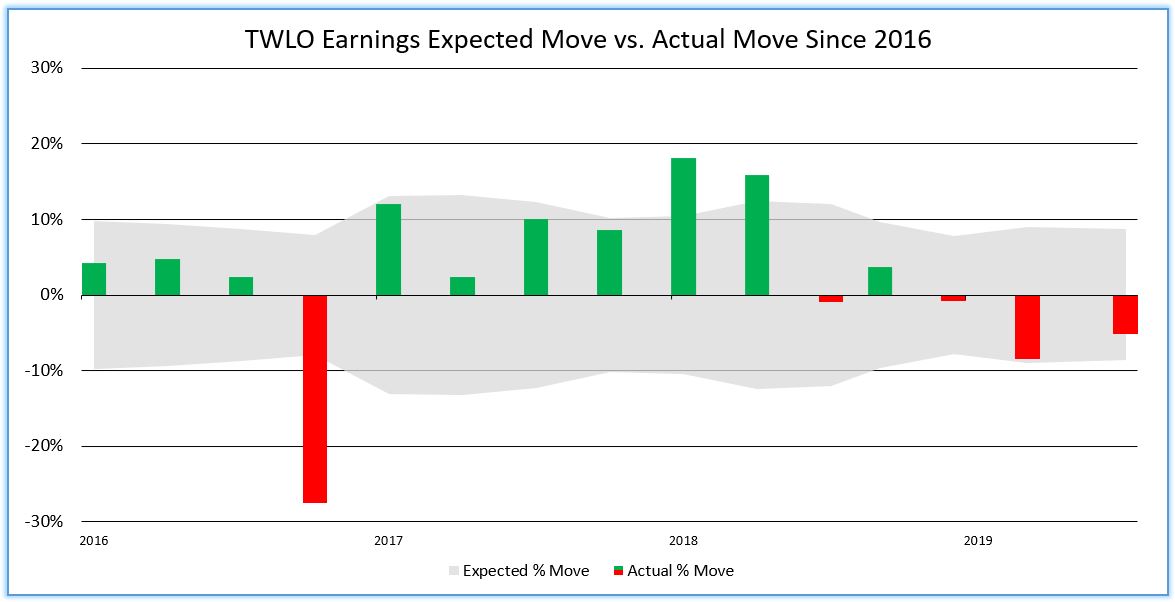 TWLO Earnings Expected Move vs. Actual Move Since 2016
30%
20%
10%
0%
-10%
-20%
-30%
2016 2017 2018 2019
Expected % Move Actual % Move